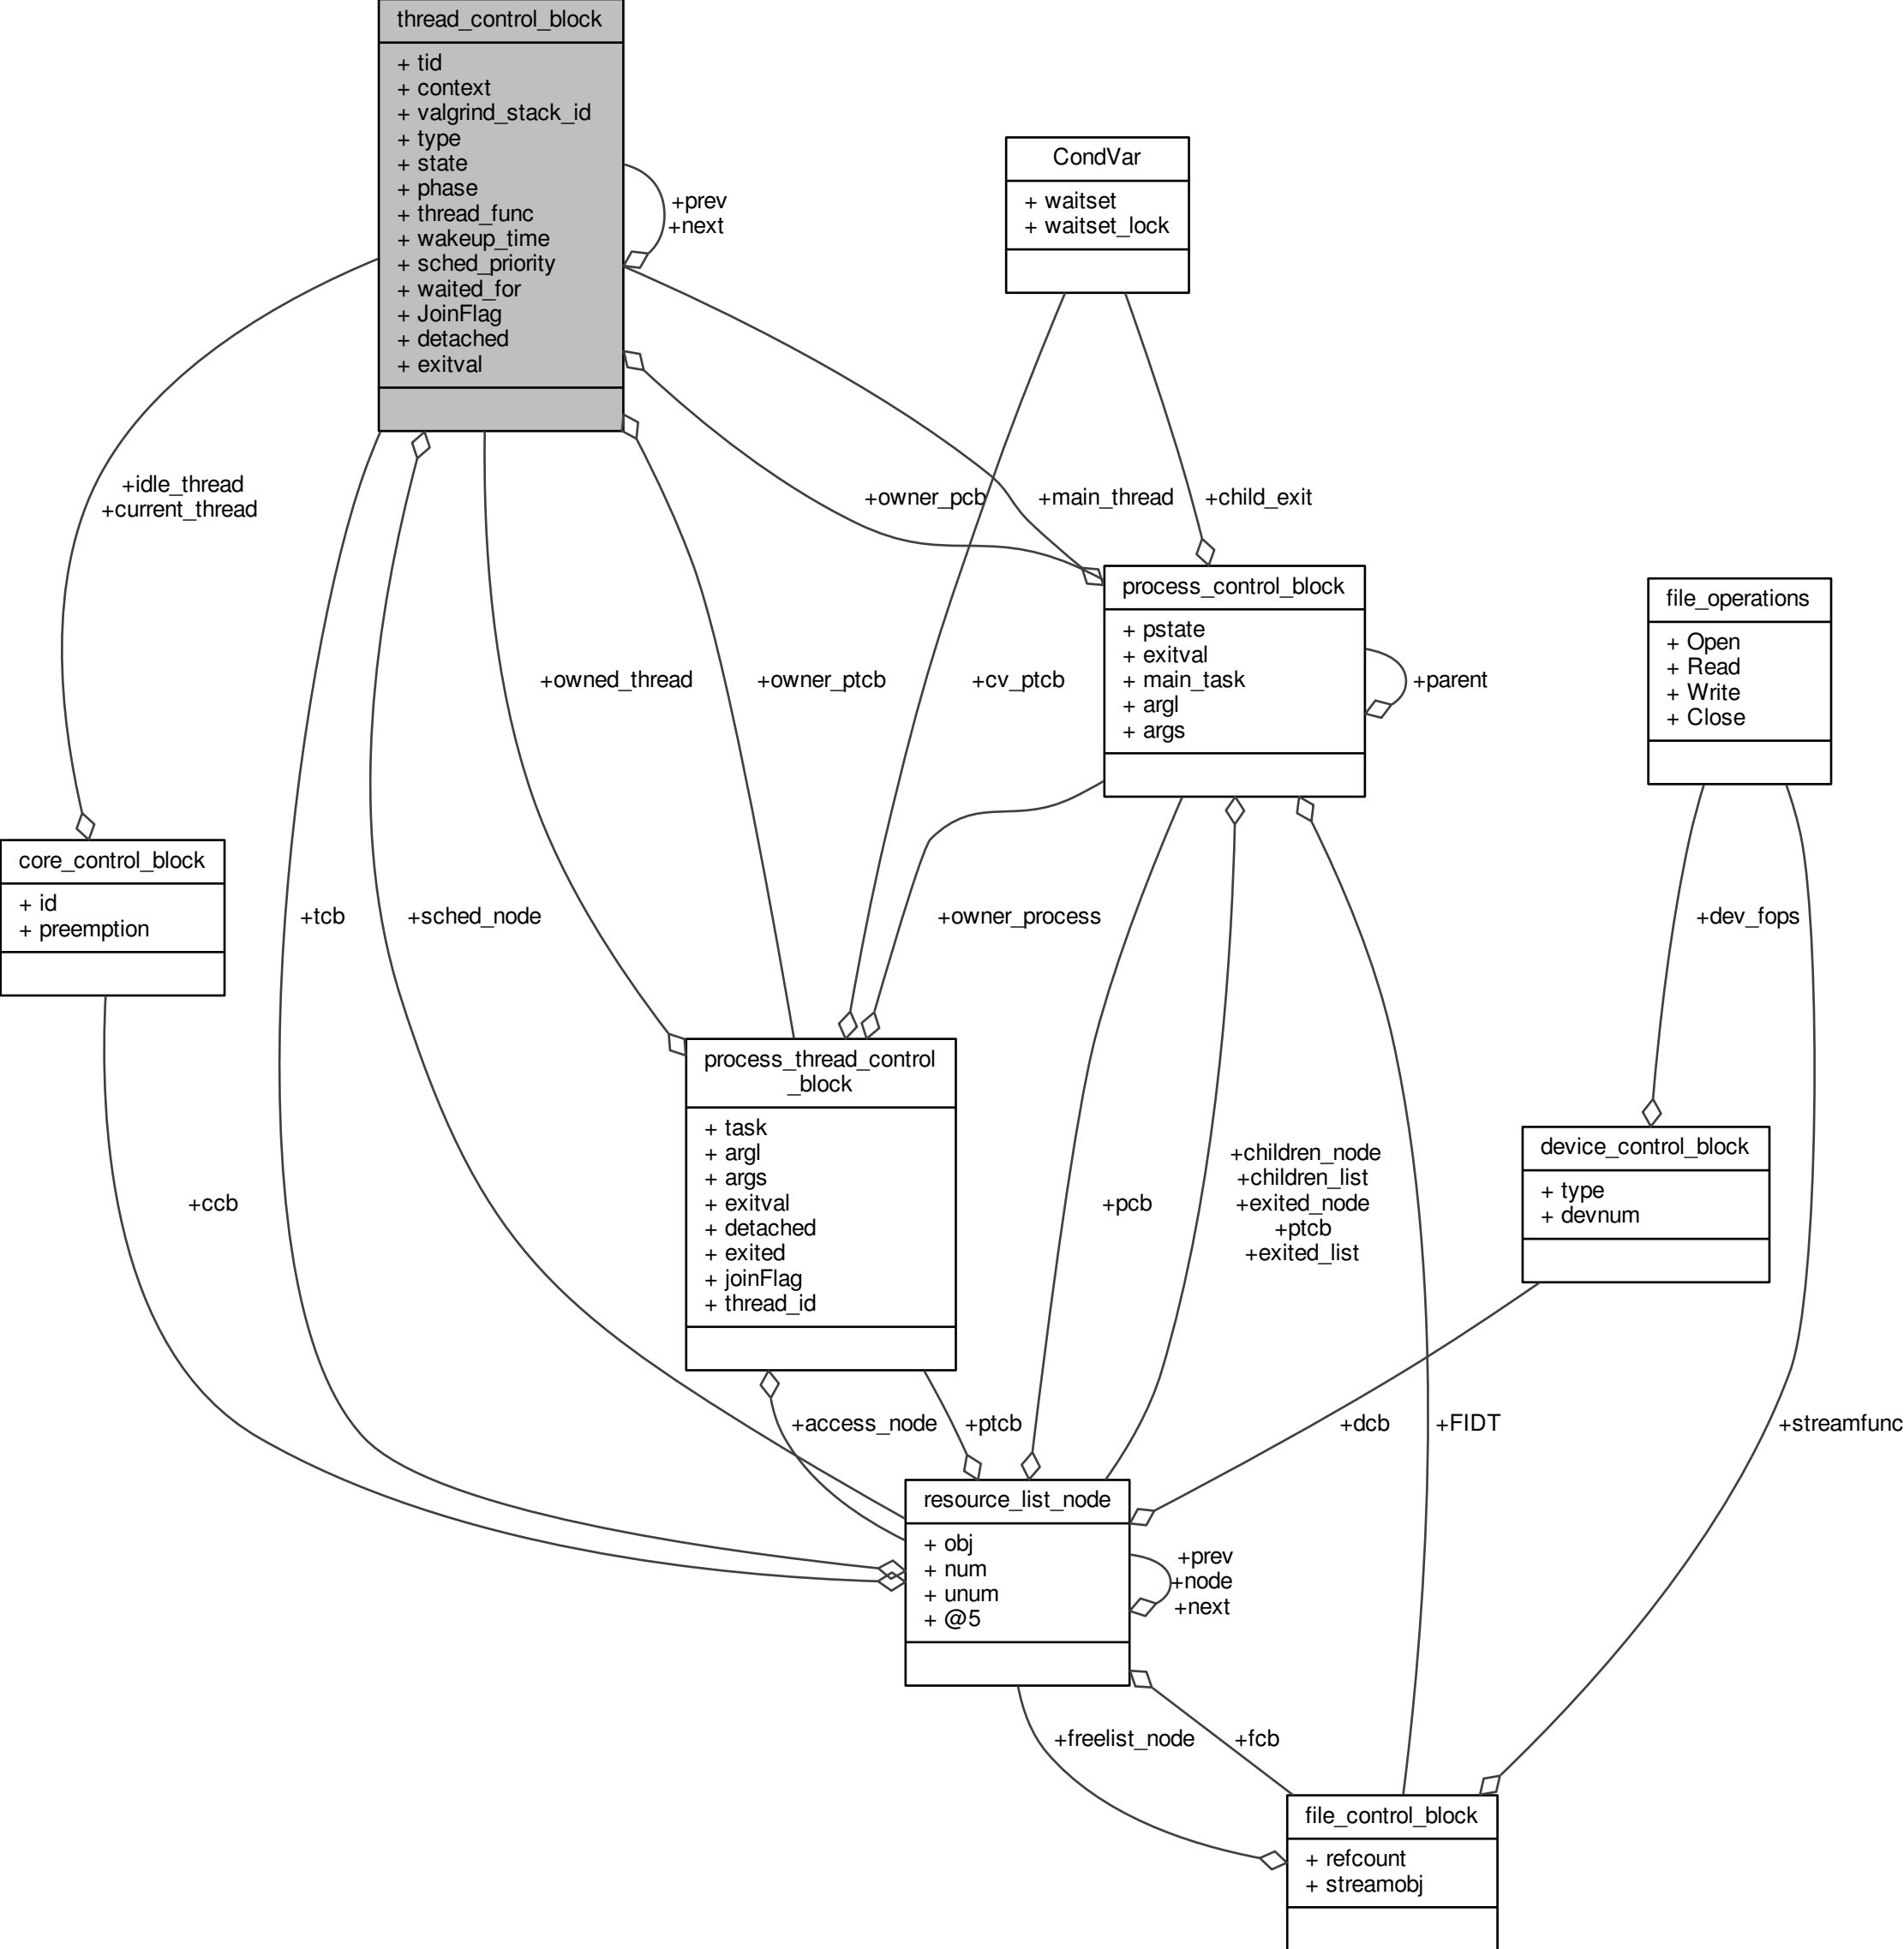 thread_control_block
+ tid
+ context
+ valgrind_stack_id
+ type
+ state
+ phase
+ thread_func
+ wakeup_time
+ sched_priority
+ waited_for
+ JoinFlag
+ detached
+ exitval
+prev
+next
CondVar
+ waitset
+ waitset_lock
+idle_thread
+current_thread
+owner_pcb
+main_thread
+child_exit
process_control_block
+ pstate
+ exitval
+ main_task
+ argl
+ args
+parent
file_operations
+ Open
+ Read
+ Write
+ Close
+owned_thread
+owner_ptcb
+cv_ptcb
core_control_block
+ id
+ preemption
+tcb
+sched_node
+owner_process
+dev_fops
process_thread_control
_block
+ task
+ argl
+ args
+ exitval
+ detached
+ exited
+ joinFlag
+ thread_id
device_control_block
+ type
+ devnum
+ccb
+pcb
+children_node
+children_list
+exited_node
+ptcb
+exited_list
+access_node
+ptcb
+dcb
+FIDT
+streamfunc
resource_list_node
+ obj
+ num
+ unum
+ @5
+prev
+node
+next
+freelist_node
+fcb
file_control_block
+ refcount
+ streamobj